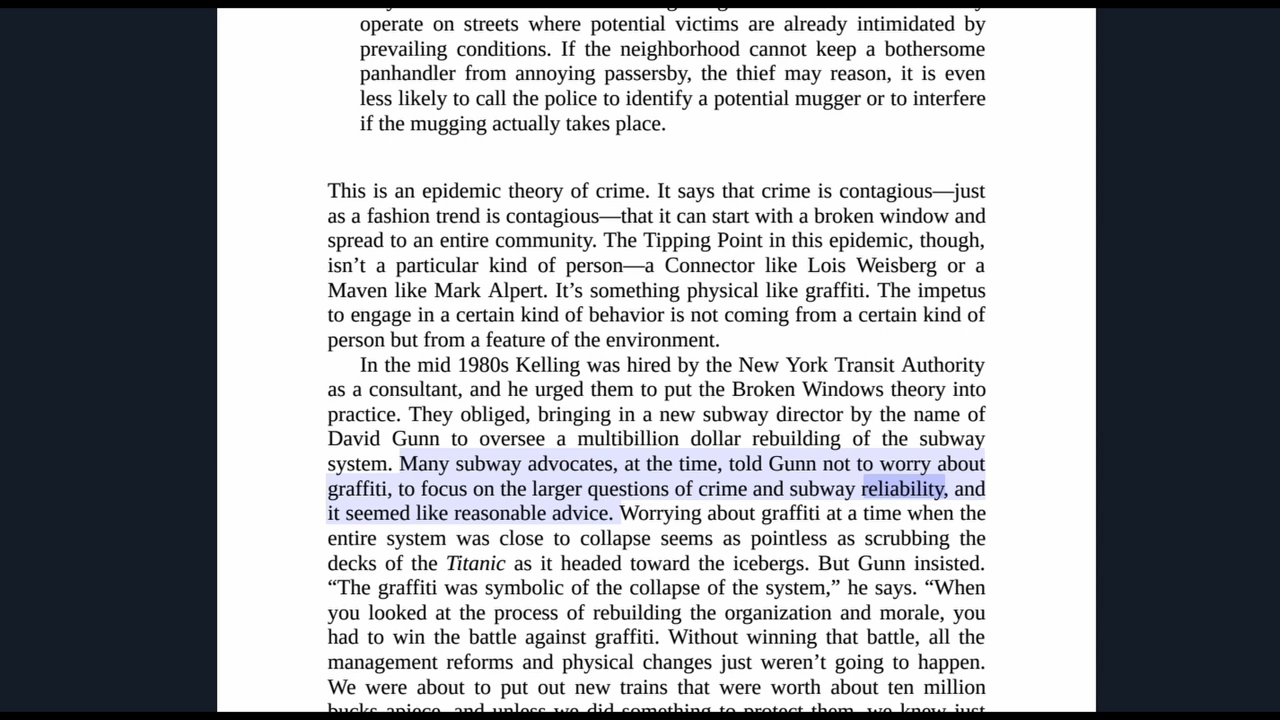 operate on streets where potential victims are already intimidated by
prevailing conditions. If the neighborhood cannot keep a bothersome
panhandler from annoying passersby, the thief may reason, it is even
less likely to call the police to identify a potential mugger or to interfere
if the mugging actually takes place.
This is an epidemic theory of crime. It says that crime is contagious—just
as a fashion trend is contagious—that it can start with a broken window and
spread to an entire community. The Tipping Point in this epidemic, though,
isn’t a particular kind of person—a Connector like Lois Weisberg or a
Maven like Mark Alpert. It’s something physical like graffiti. The impetus
to engage in a certain kind of behavior is not coming from a certain kind of
person but from a feature of the environment.
In the mid 1980s Kelling was hired by the New York Transit Authority
as a consultant, and he urged them to put the Broken Windows theory into
practice. They obliged, bringing in a new subway director by the name of
David Gunn to oversee a multibillion dollar rebuilding of the subway
system. Many subway advocates, at the time, told Gunn not to worry about
graffiti, to focus on the larger questions of crime and subway reliability, and
it seemed like reasonable advice. Worrying about graffiti at a time when the
entire system was close to collapse seems as pointless as scrubbing the
decks of the Titanic as it headed toward the icebergs. But Gunn insisted.
“The graffiti was symbolic of the collapse of the system,” he says. “When
you looked at the process of rebuilding the organization and morale, you
had to win the battle against graffiti. Without winning that battle, all the
management reforms and physical changes just weren’t going to happen.
We were about to put out new trains that were worth about ten million
bucks apiece, and unless we did something to protect them, we knew just